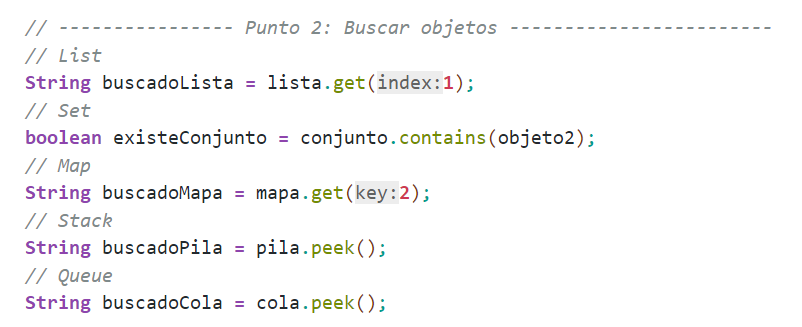 // ---------------- Punto 2: Buscar objetos ------------------------
// List
String buscadoLista = lista.get(index:1);
// Set
boolean existeConjunto = conjunto.contains(objeto2);
// Map
String buscadoMapa = mapa.get(key:2);
// Stack
String buscadoPila = pila.peek();
// Queue
String buscadoCola = cola.peek();